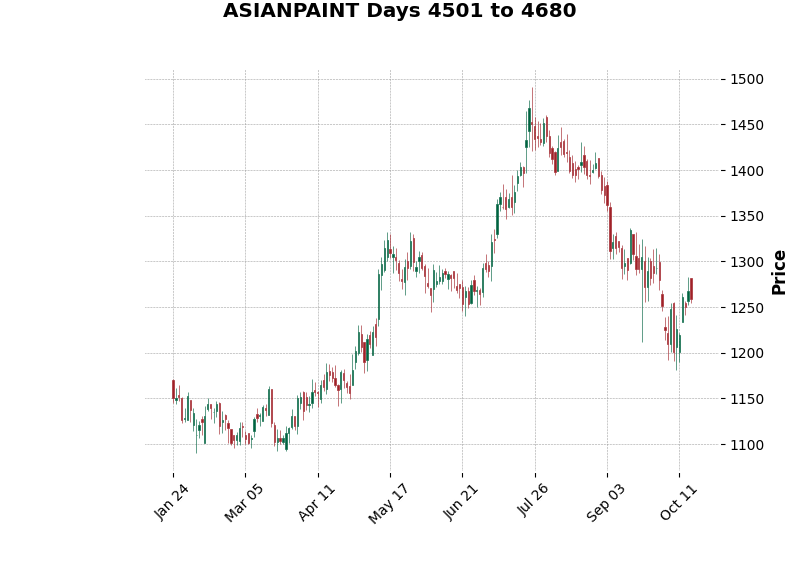 ASIANPAINT Days 4501 to 4680
1500
1450
1400
1350
1300
1250
1200
1150
1100
Price
Jan 24
Mar 05
Apr 11
May 17
Jun 21
Jul 26
Sep 03
Oct 11